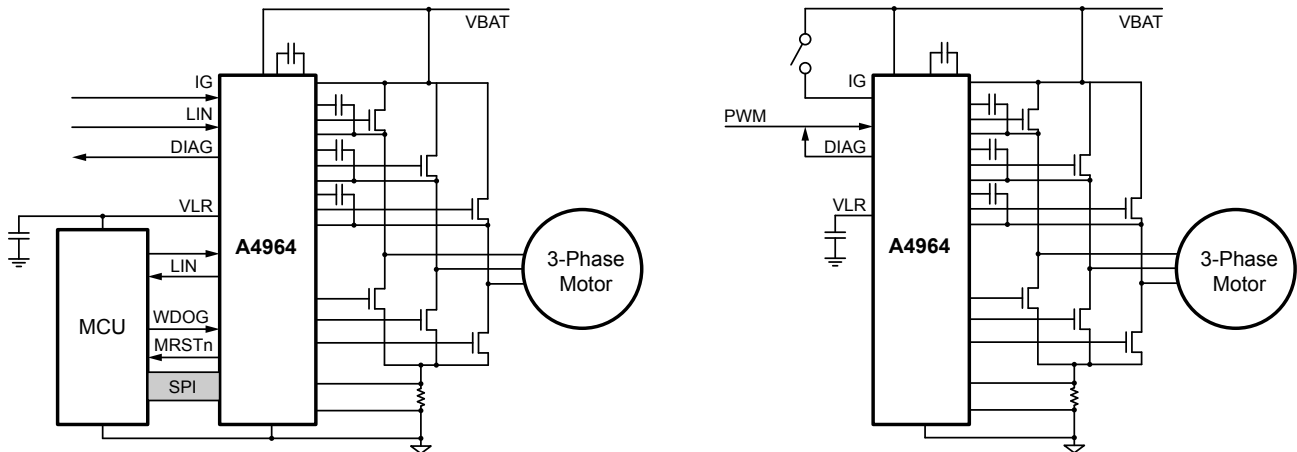 VBAT
IG
LIN
DIAG
VLR
A4964
LIN
MCU
WDOG
MRSTn
SPI
3-Phase
Motor
VBAT
IG
PWM
DIAG
VLR
A4964
3-Phase
Motor